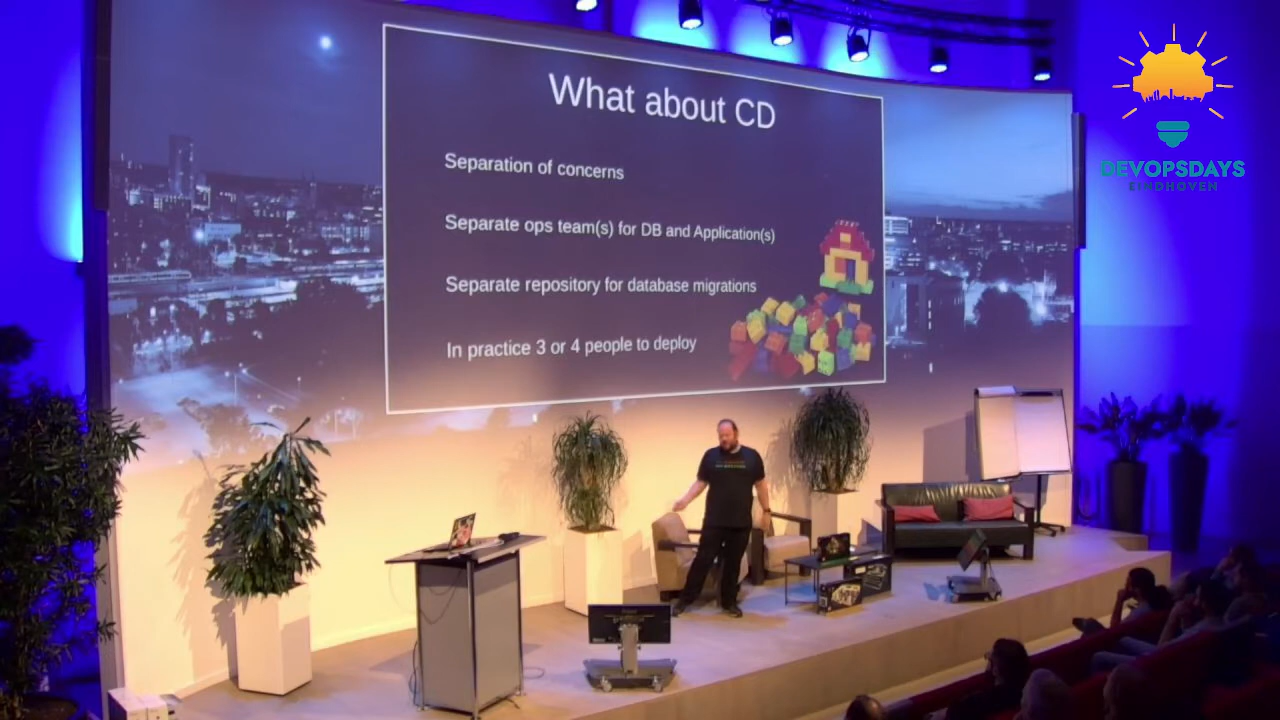 What about CD
Separation of concerns
Separate ops team(s) for DB and Application(s)
Separate repository for database migrations
In practice 3 or 4 people to deploy
DEVOPSDAYS
EINDHOVEN